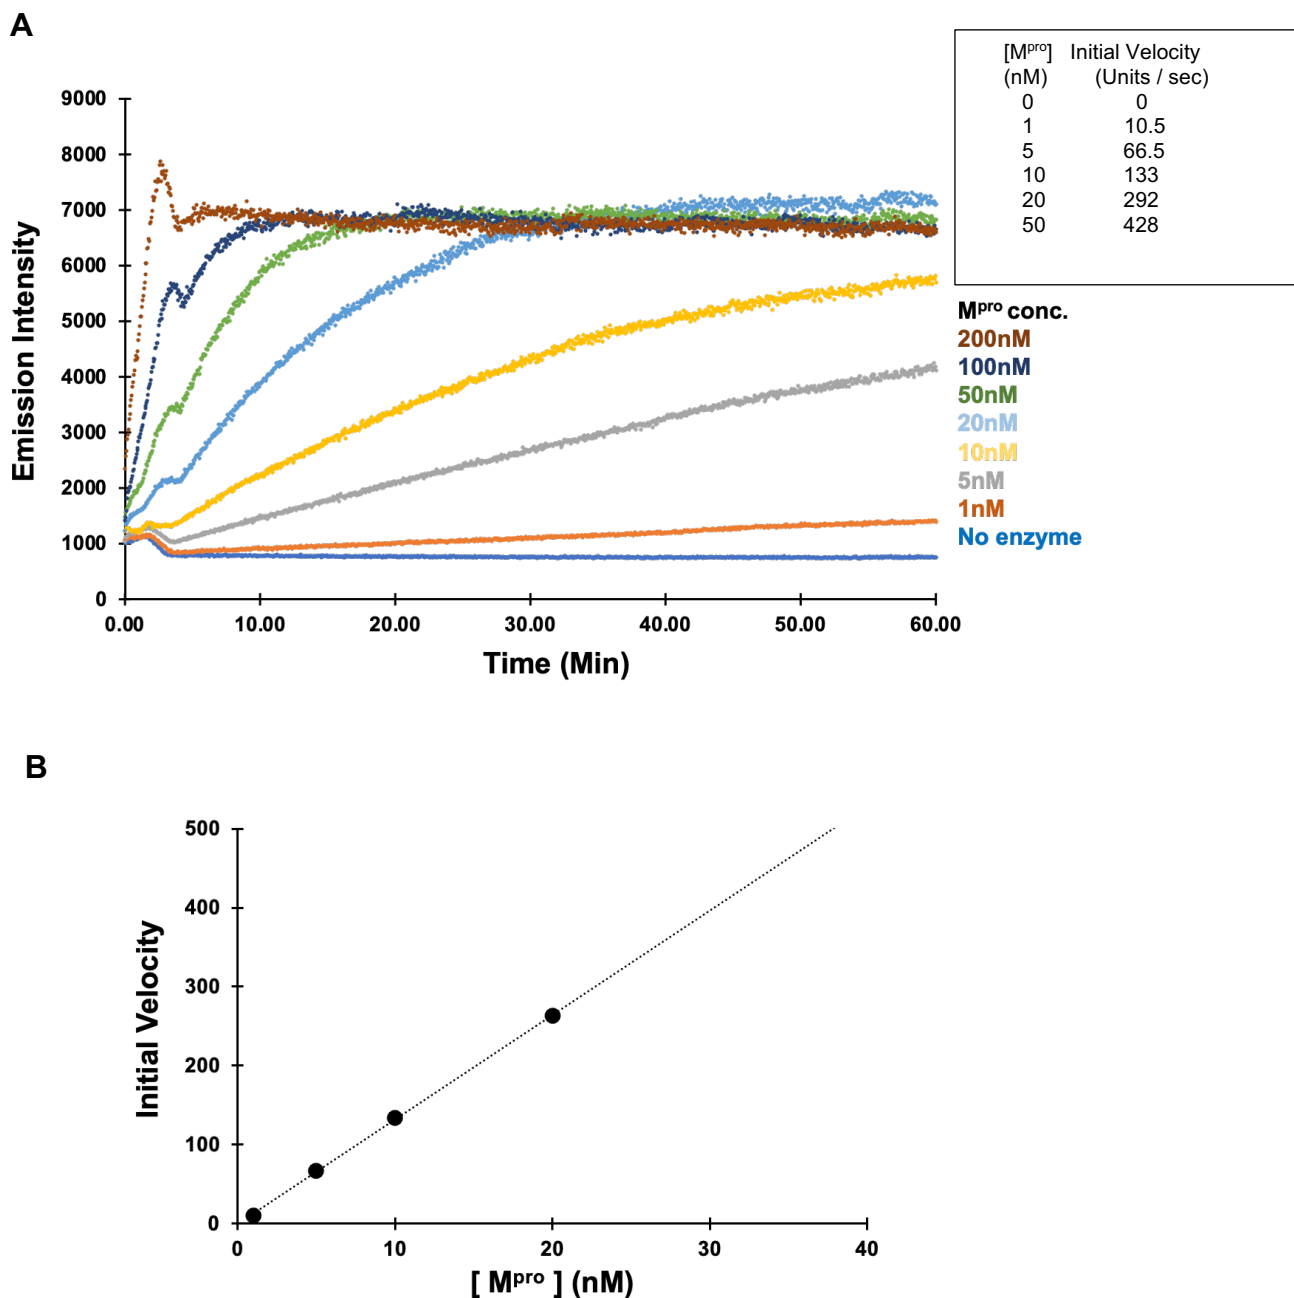 A
[Mpro] Initial Velocity
(nM) (Units / sec)
0 0
1 10.5
5 66.5
10 133
20 292
50 428
9000
8000
7000
6000
5000
4000
3000
2000
1000
0
Emission Intensity
0.00 10.00 20.00 30.00 40.00 50.00 60.00
Time (Min)
Mpro conc.
200nM
100nM
50nM
20nM
10nM
5nM
1nM
No enzyme
B
500
400
300
200
100
0
Initial Velocity
0 10 20 30 40
[ Mpro ] (nM)